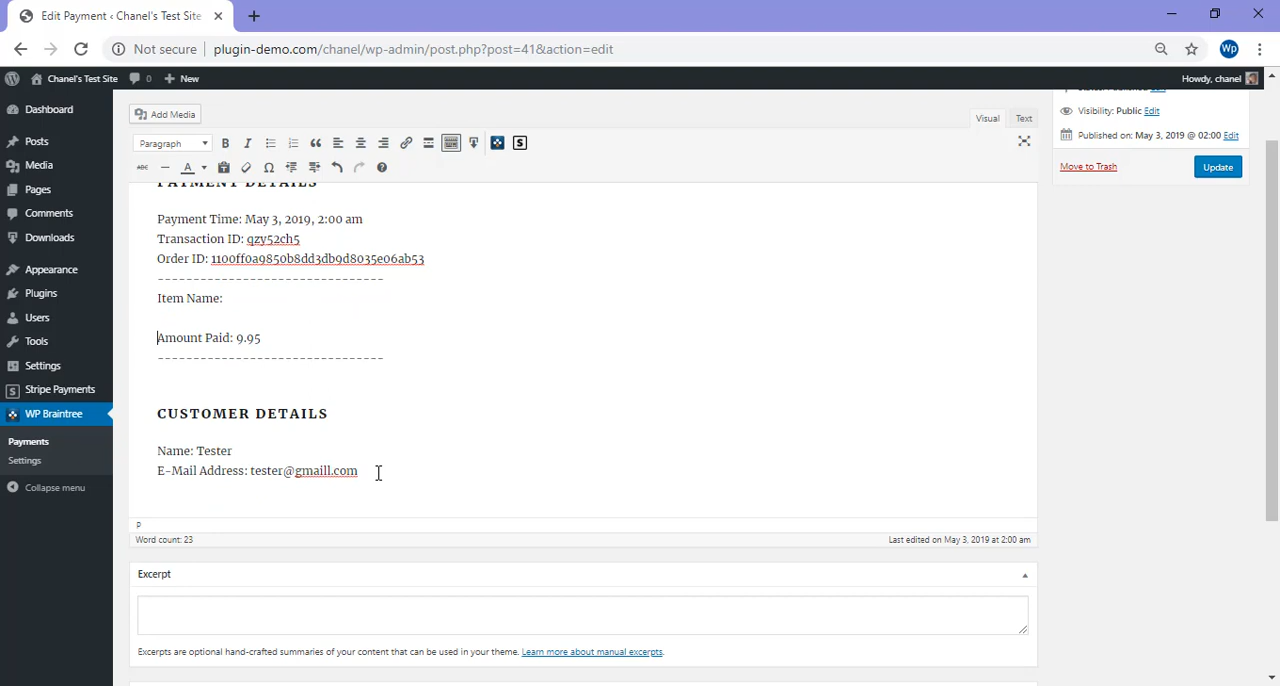 Edit Payment ‹ Chanel's Test Site
Not secure plugin-demo.com/chanel/wp-admin/post.php?post=41&action=edit
Wp
Chanel's Test Site 0 + New Howdy, chanel
Dashboard
Posts
Media
Pages
Comments
Downloads
Appearance
Plugins
Users
Tools
Settings
Stripe Payments
WP Braintree
Payments
Settings
Collapse menu
Add Media
Visual Text
Paragraph B I S
ABC A
PAYMENT DETAILS
Payment Time: May 3, 2019, 2:00 am
Transaction ID: qzy52ch5
Order ID: 1100ff0a9850b8dd3db9d8035e06ab53
--------------------------------
Item Name:
Amount Paid: 9.95
--------------------------------
CUSTOMER DETAILS
Name: Tester
E-Mail Address: tester@gmaill.com
p
Word count: 23 Last edited on May 3, 2019 at 2:00 am
Excerpt
Excerpts are optional hand-crafted summaries of your content that can be used in your theme. Learn more about manual excerpts.
Visibility: Public Edit
Published on: May 3, 2019 @ 02:00 Edit
Move to Trash Update